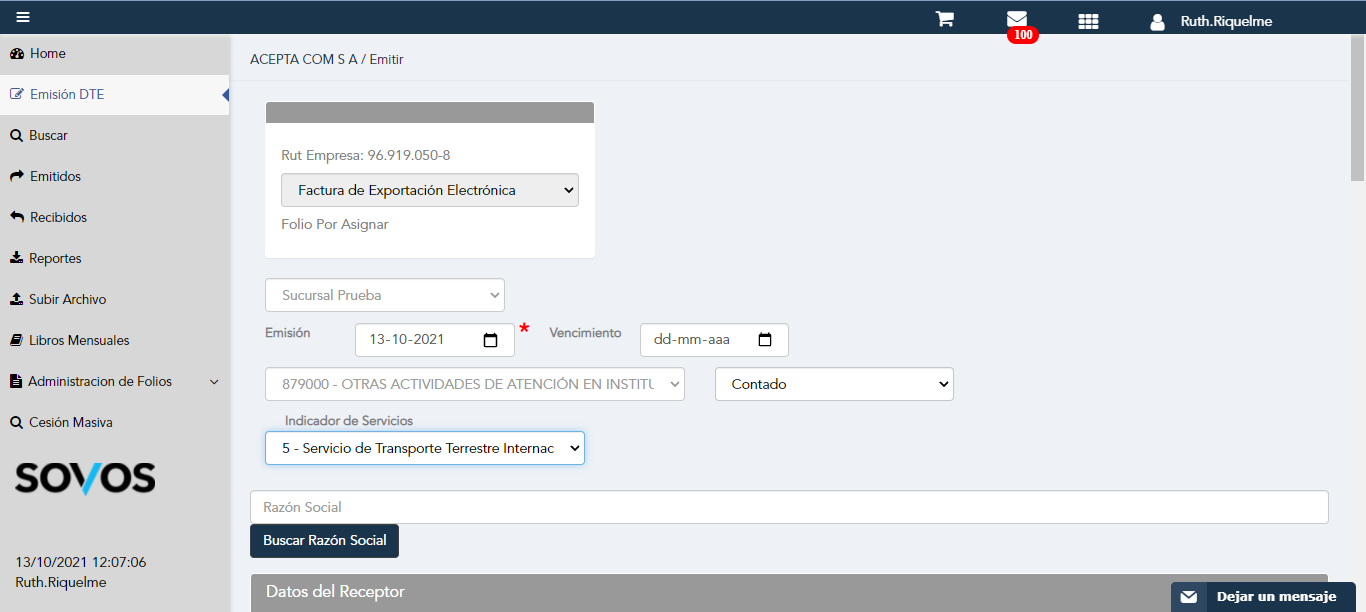 Ruth.Riquelme
100
Home
ACEPTA COM S A / Emitir
Emisión DTE
Buscar
Emitidos
Recibidos
Reportes
Subir Archivo
Libros Mensuales
Administracion de Folios
Cesión Masiva
SOVOS
13/10/2021 12:07:06
Ruth.Riquelme
Rut Empresa: 96.919.050-8
Factura de Exportación Electrónica
Folio Por Asignar
Sucursal Prueba
Emisión 13-10-2021 * Vencimiento dd-mm-aaa
879000 - OTRAS ACTIVIDADES DE ATENCIÓN EN INSTITU Contado
Indicador de Servicios
5 - Servicio de Transporte Terrestre Internac
Razón Social
Buscar Razón Social
Datos del Receptor
Dejar un mensaje